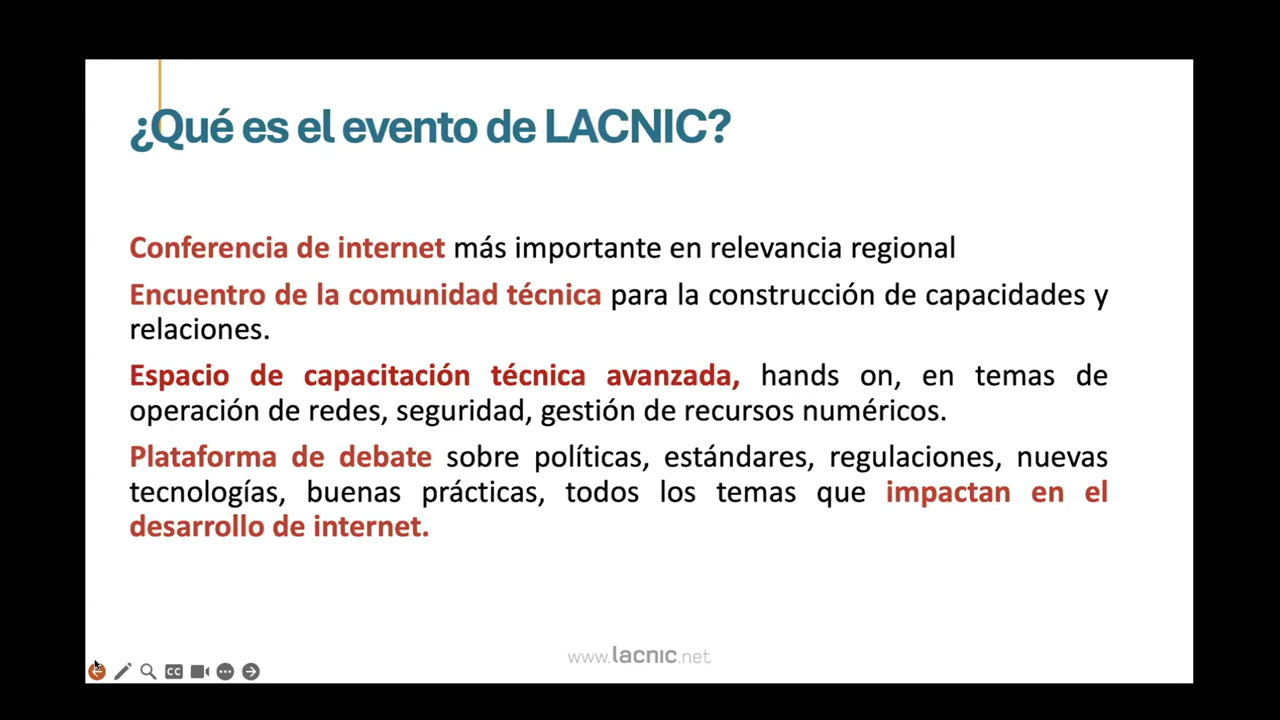 ¿Qué es el evento de LACNIC?
Conferencia de internet más importante en relevancia regional
Encuentro de la comunidad técnica para la construcción de capacidades y
relaciones.
Espacio de capacitación técnica avanzada, hands on, en temas de
operación de redes, seguridad, gestión de recursos numéricos.
Plataforma de debate sobre políticas, estándares, regulaciones, nuevas
tecnologías, buenas prácticas, todos los temas que impactan en el
desarrollo de internet.
www.lacnic.net
CC